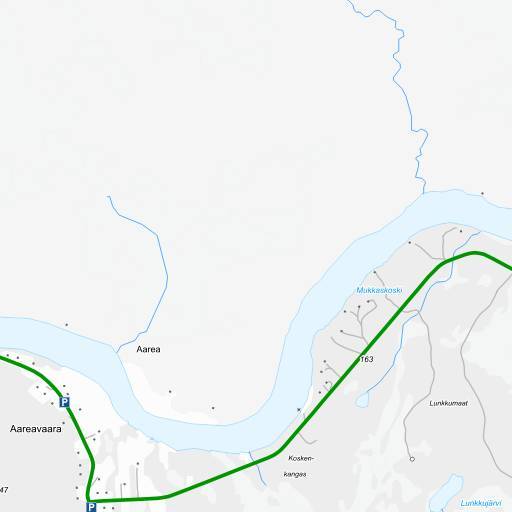 Mukkaskoski
Aarea
163
Lunkkumaat
P
Aareavaara
Kosken-
kangas
47
Lunkkujärvi
P